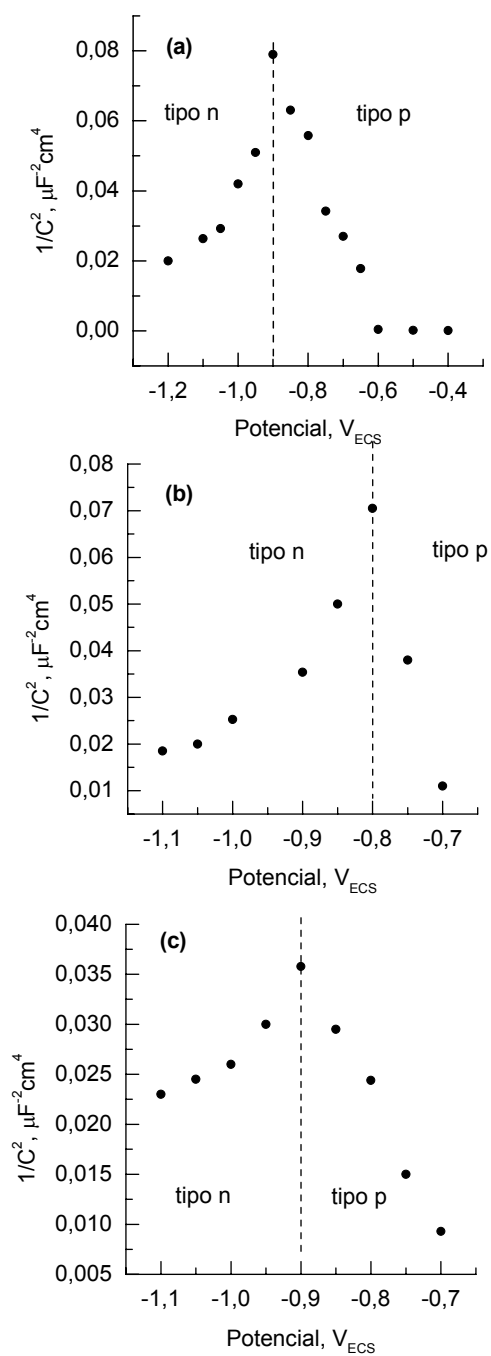 (a)
tipo n
tipo p
1/C², μF⁻²cm⁴
0,08
0,06
0,04
0,02
0,00
-1,2 -1,0 -0,8 -0,6 -0,4
Potencial, V_ECS
(b)
tipo n
tipo p
1/C², μF⁻²cm⁴
0,08
0,07
0,06
0,05
0,04
0,03
0,02
0,01
-1,1 -1,0 -0,9 -0,8 -0,7
Potencial, V_ECS
(c)
tipo n
tipo p
1/C², μF⁻²cm⁴
0,040
0,035
0,030
0,025
0,020
0,015
0,010
0,005
-1,1 -1,0 -0,9 -0,8 -0,7
Potencial, V_ECS